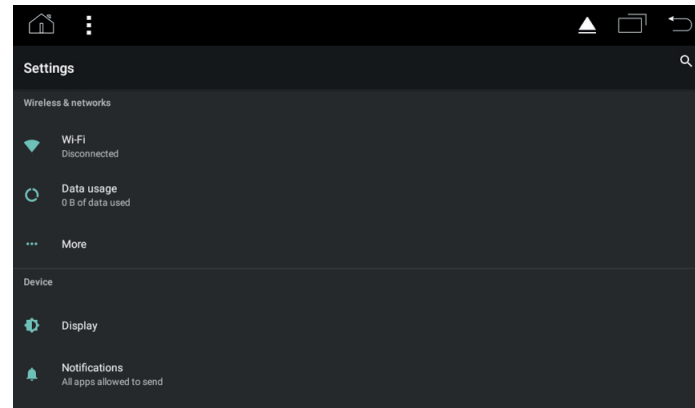 Settings
Wireless & networks
Wi-Fi
Disconnected
Data usage
0 B of data used
More
Device
Display
Notifications
All apps allowed to send